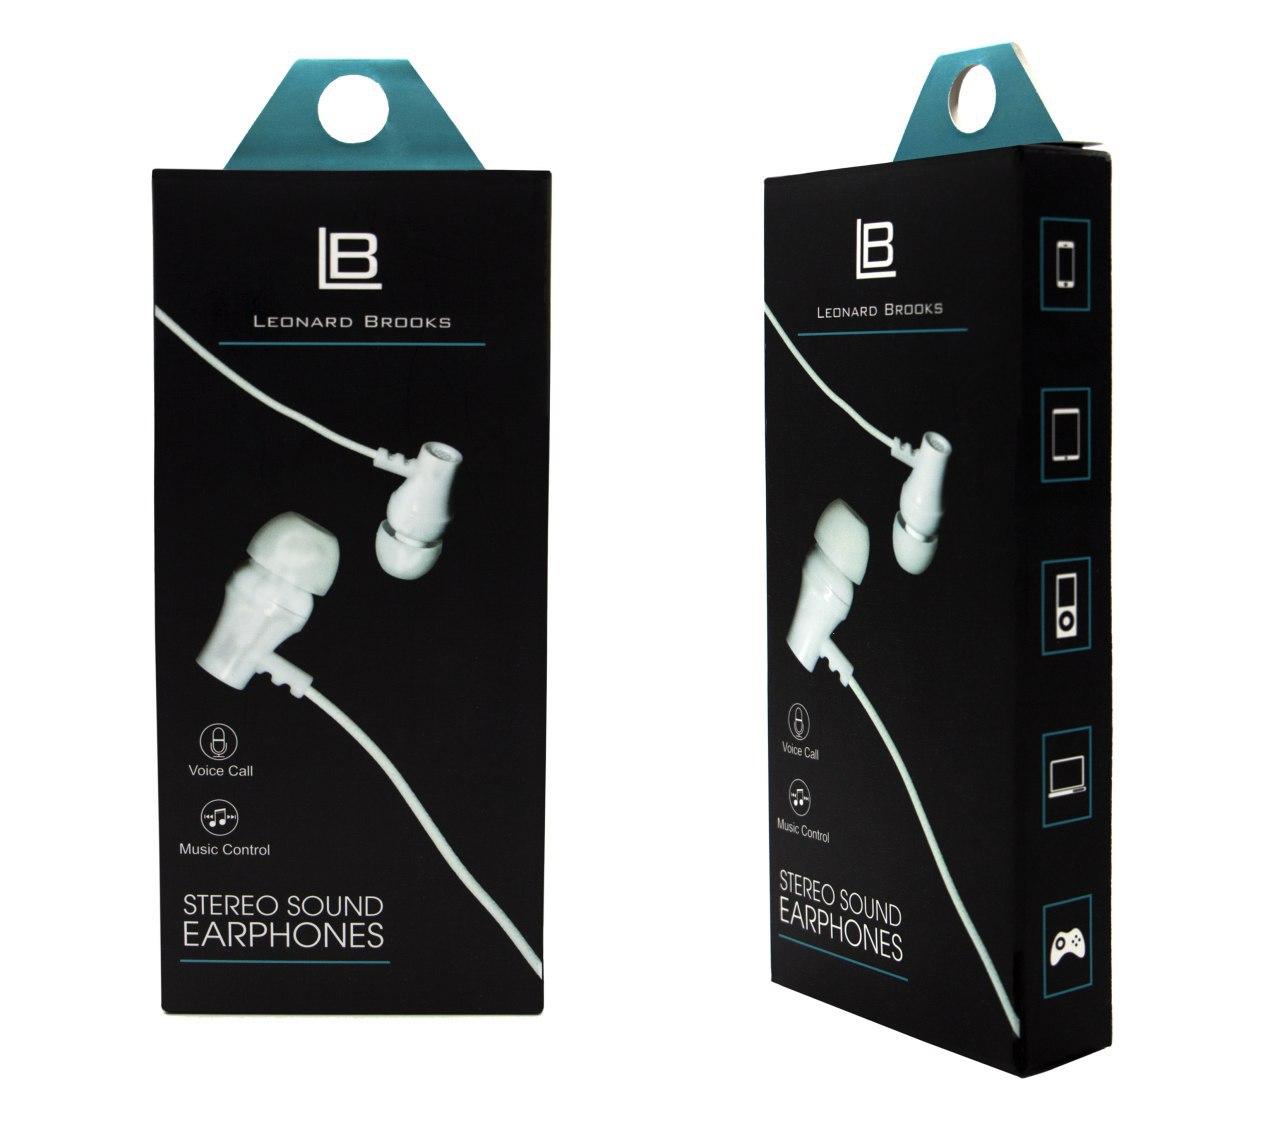 LB
LEONARD BROOKS
Voice Call
Music Control
STEREO SOUND
EARPHONES
LB
LEONARD BROOKS
Voice Call
Music Control
STEREO SOUND
EARPHONES